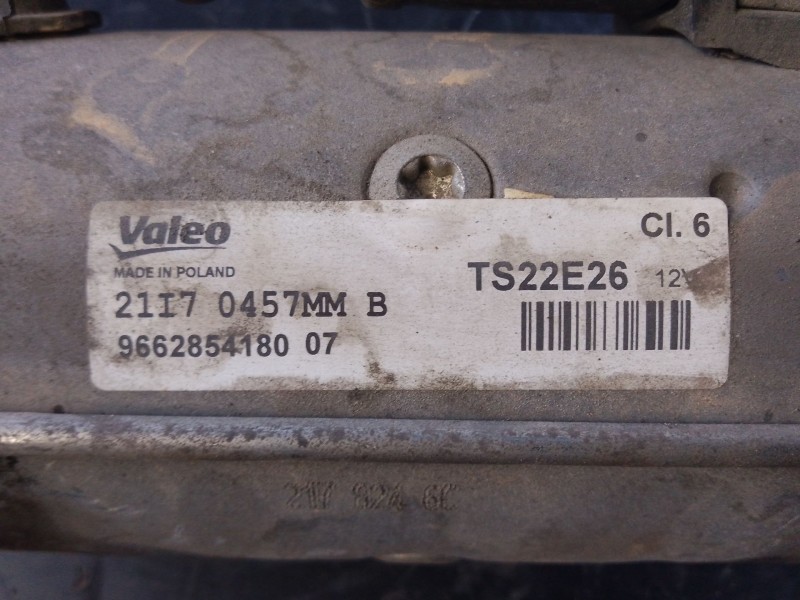 Valeo
Cl. 6
MADE IN POLAND
TS22E26 12V
21I7 0457MM B
9662854180 07